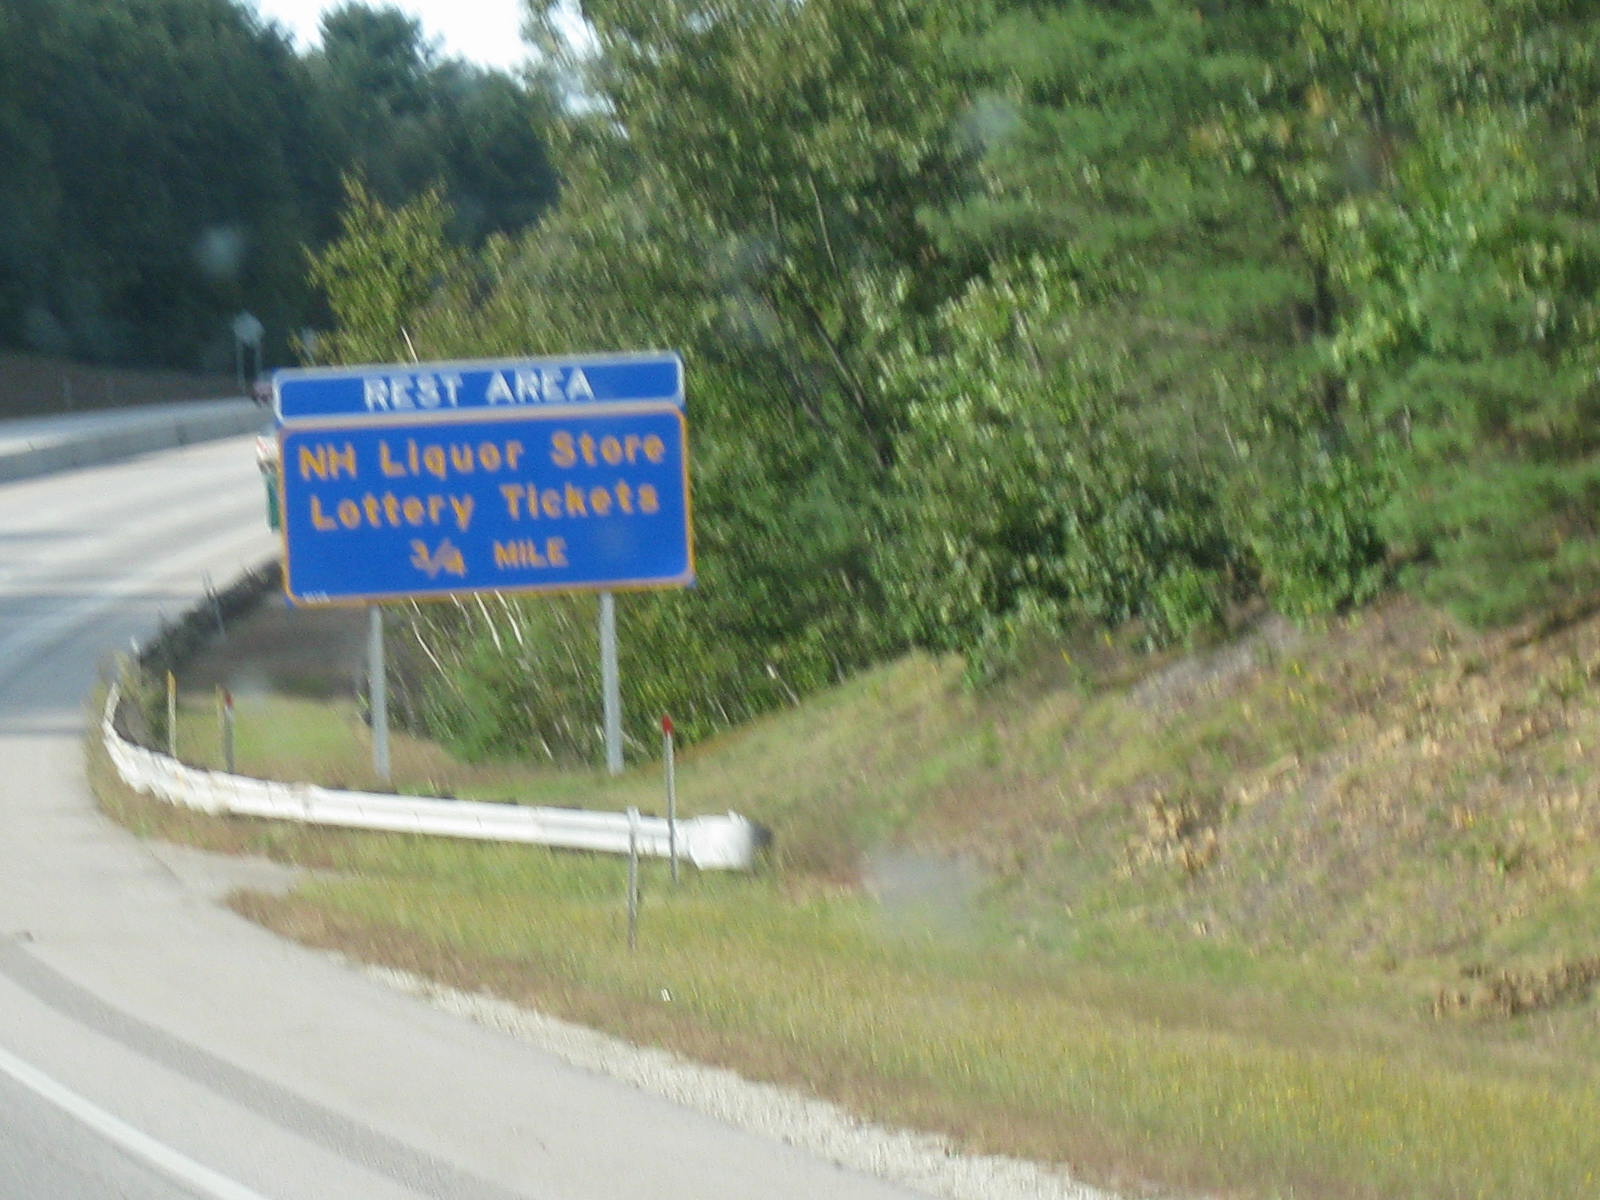 REST AREA
NH Liquor Store
Lottery Tickets
3/4 MILE